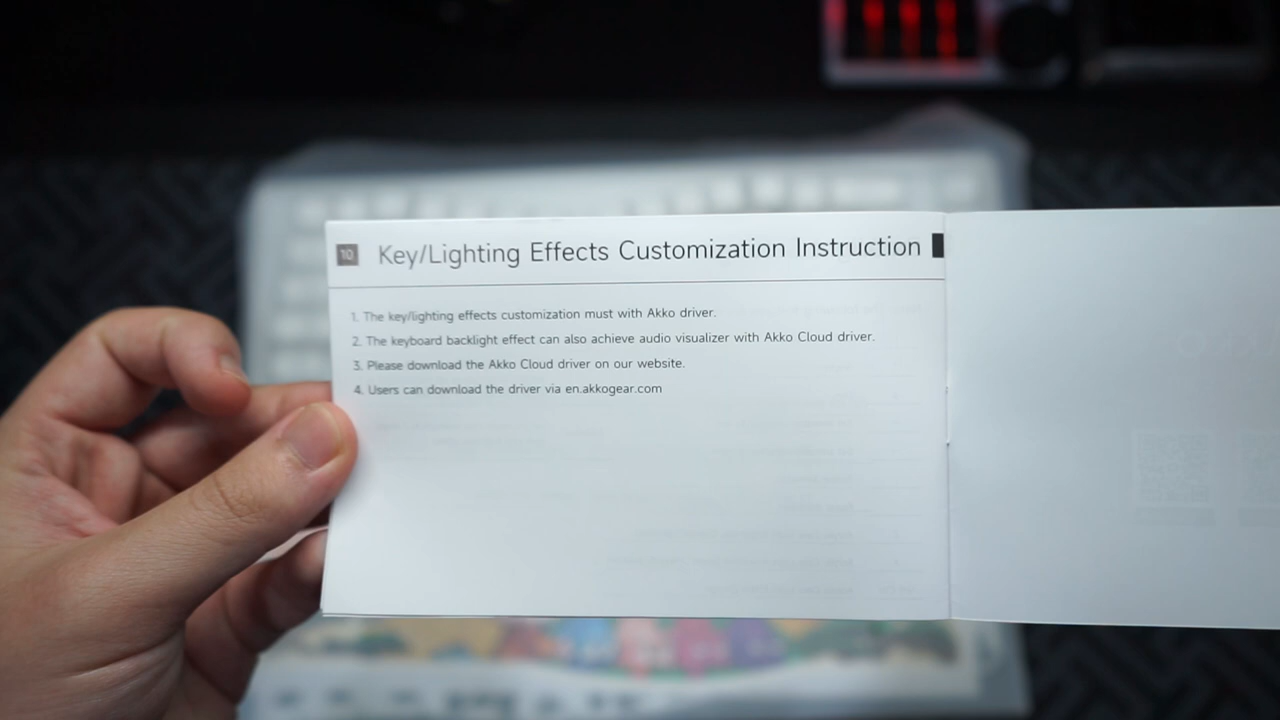 10 Key/Lighting Effects Customization Instruction
1. The key/lighting effects customization must with Akko driver.
2. The keyboard backlight effect can also achieve audio visualizer with Akko Cloud driver.
3. Please download the Akko Cloud driver on our website.
4. Users can download the driver via en.akkogear.com